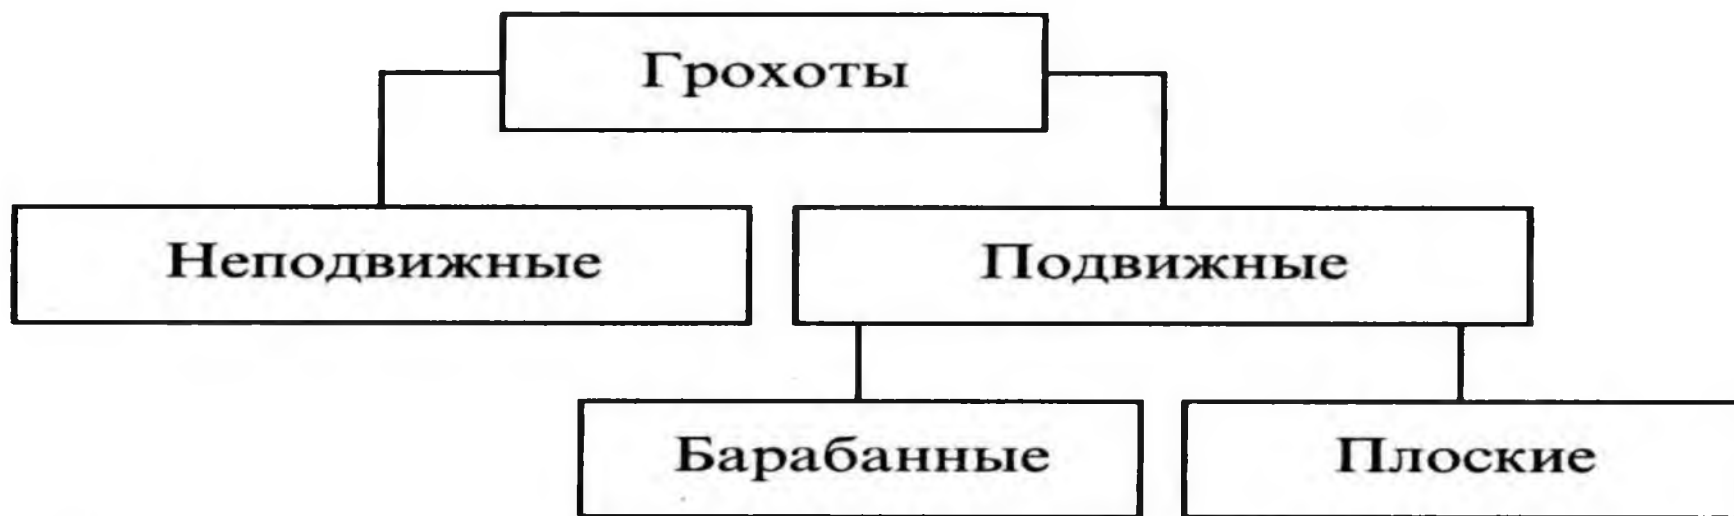 Грохоты
Неподвижные
Подвижные
Барабанные
Плоские